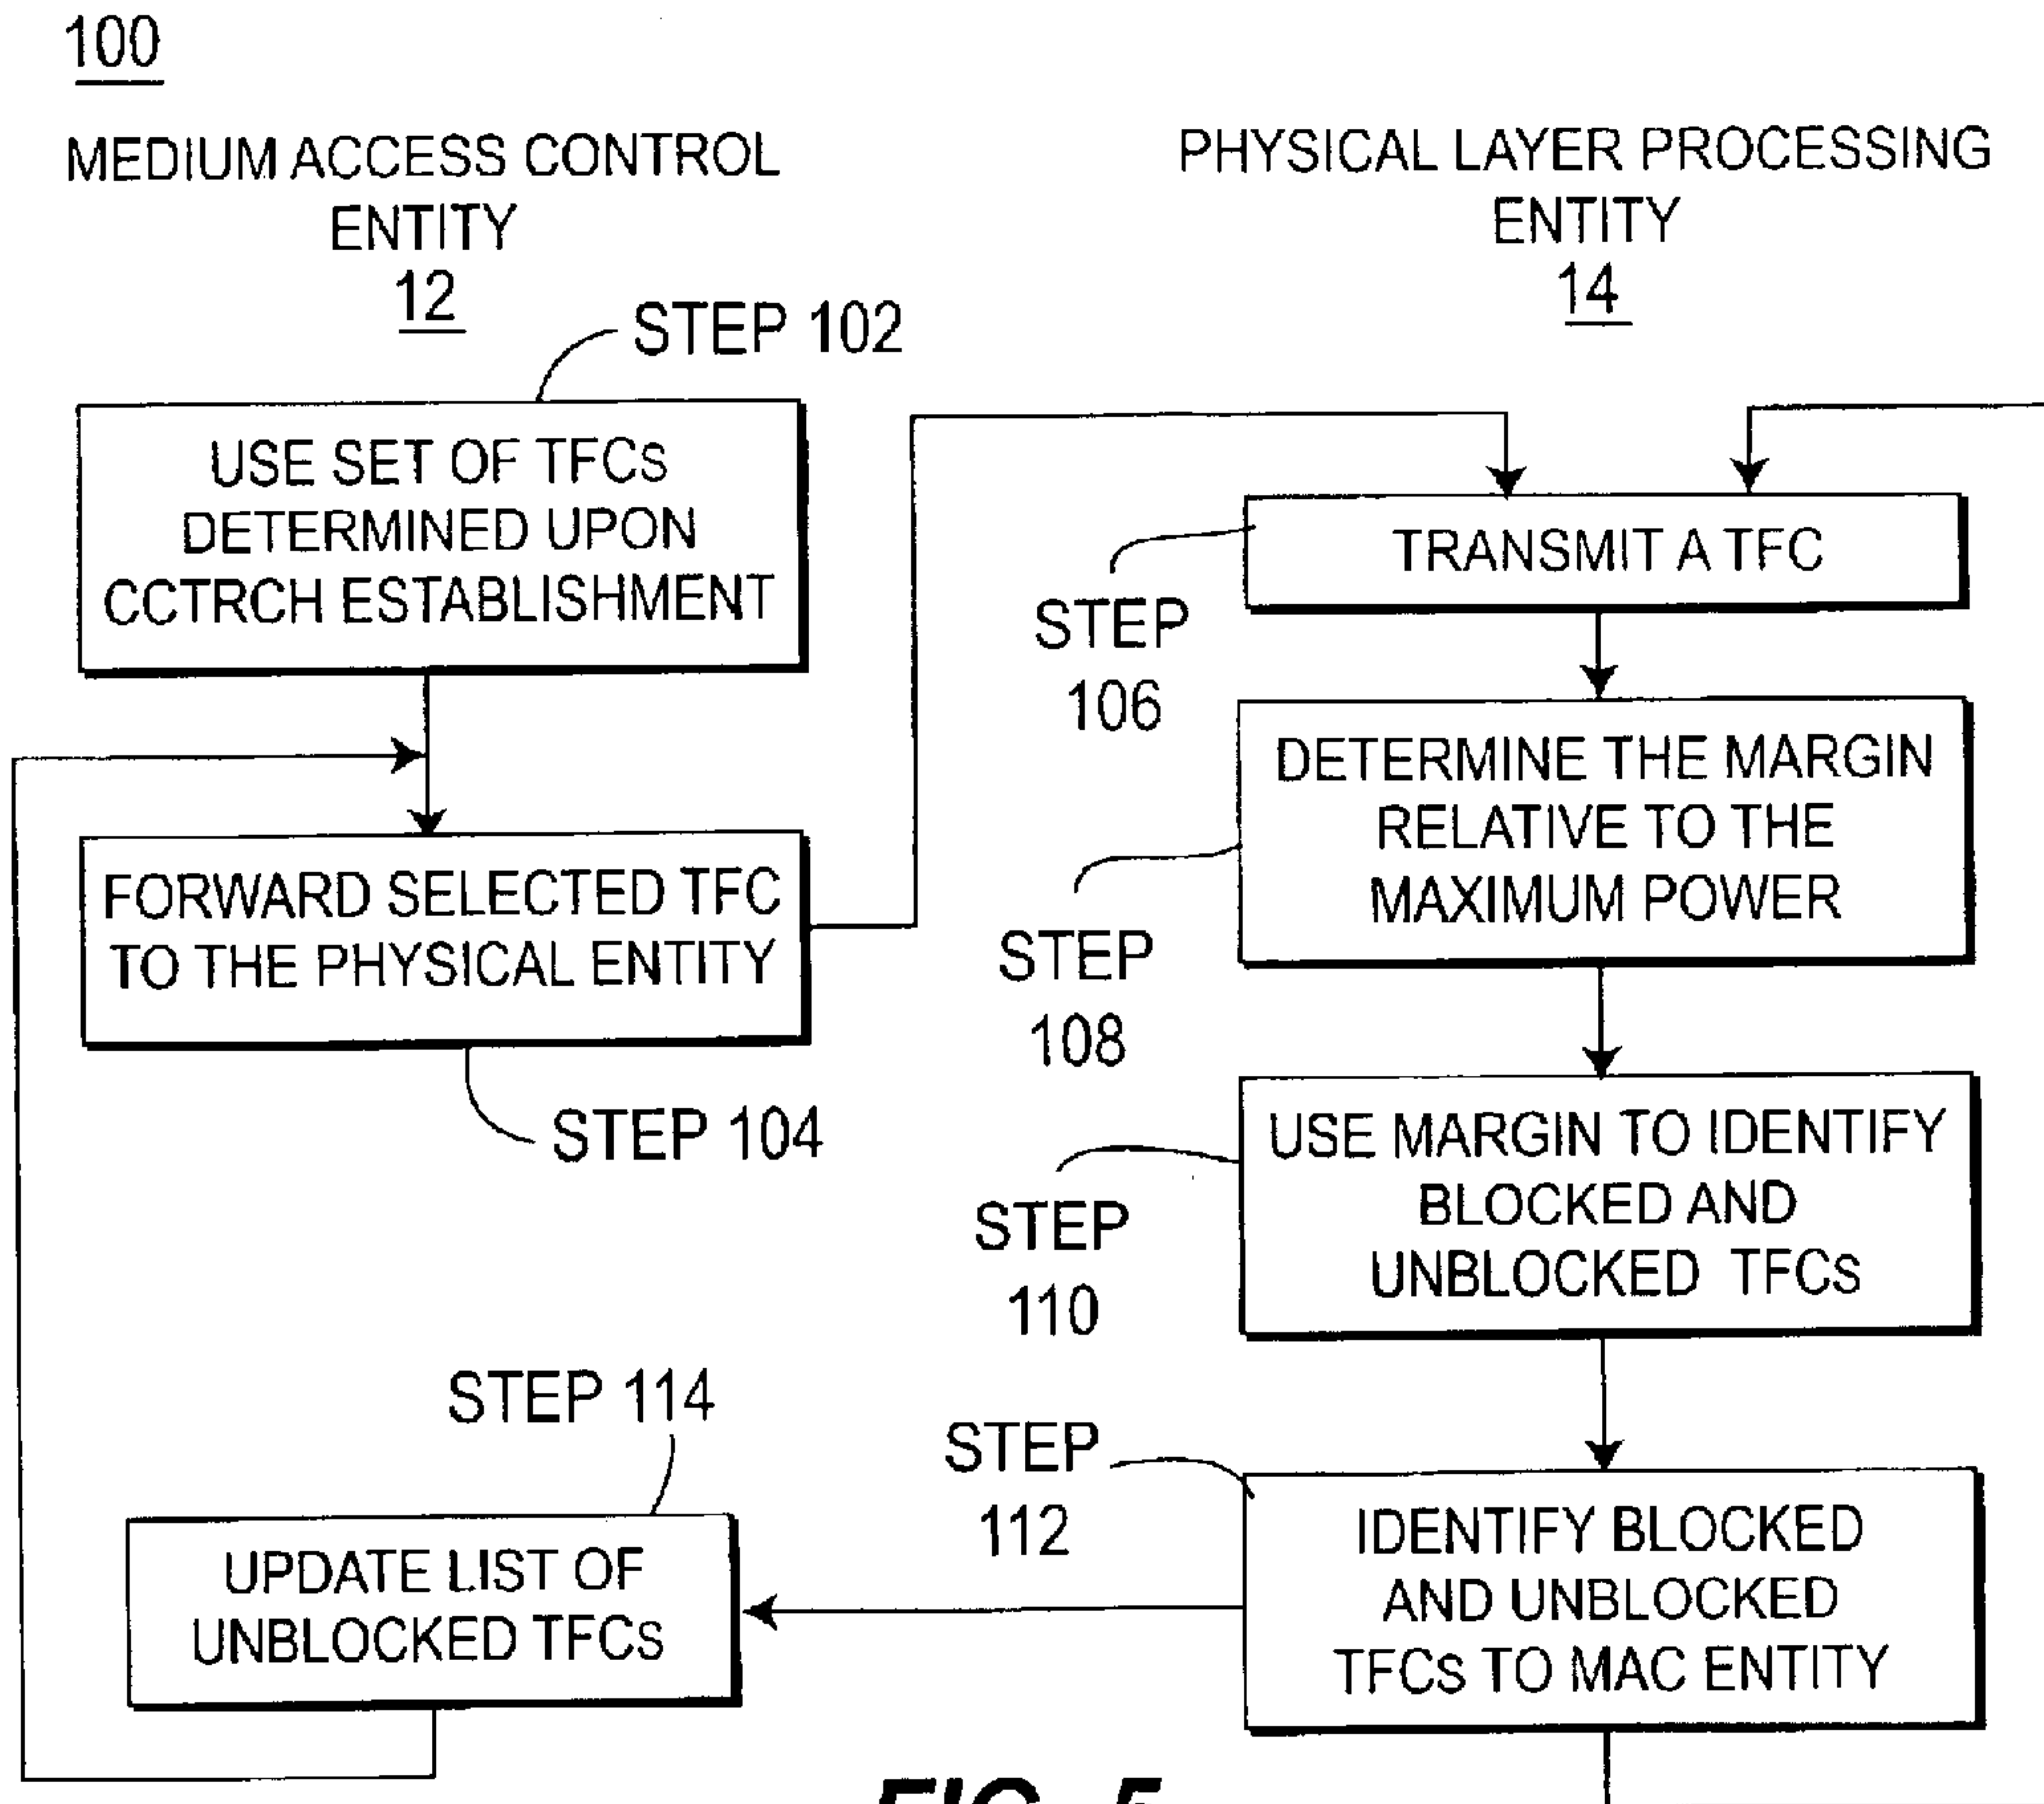 100
MEDIUM ACCESS CONTROL
ENTITY
12
PHYSICAL LAYER PROCESSING
ENTITY
14
STEP 102
USE SET OF TFCs
DETERMINED UPON
CCTRCH ESTABLISHMENT
FORWARD SELECTED TFC
TO THE PHYSICAL ENTITY
STEP 104
TRANSMIT A TFC
STEP
106
DETERMINE THE MARGIN
RELATIVE TO THE
MAXIMUM POWER
STEP
108
USE MARGIN TO IDENTIFY
BLOCKED AND
UNBLOCKED TFCs
STEP
110
STEP
112
IDENTIFY BLOCKED
AND UNBLOCKED
TFCs TO MAC ENTITY
STEP 114
UPDATE LIST OF
UNBLOCKED TFCs
FIG. 5